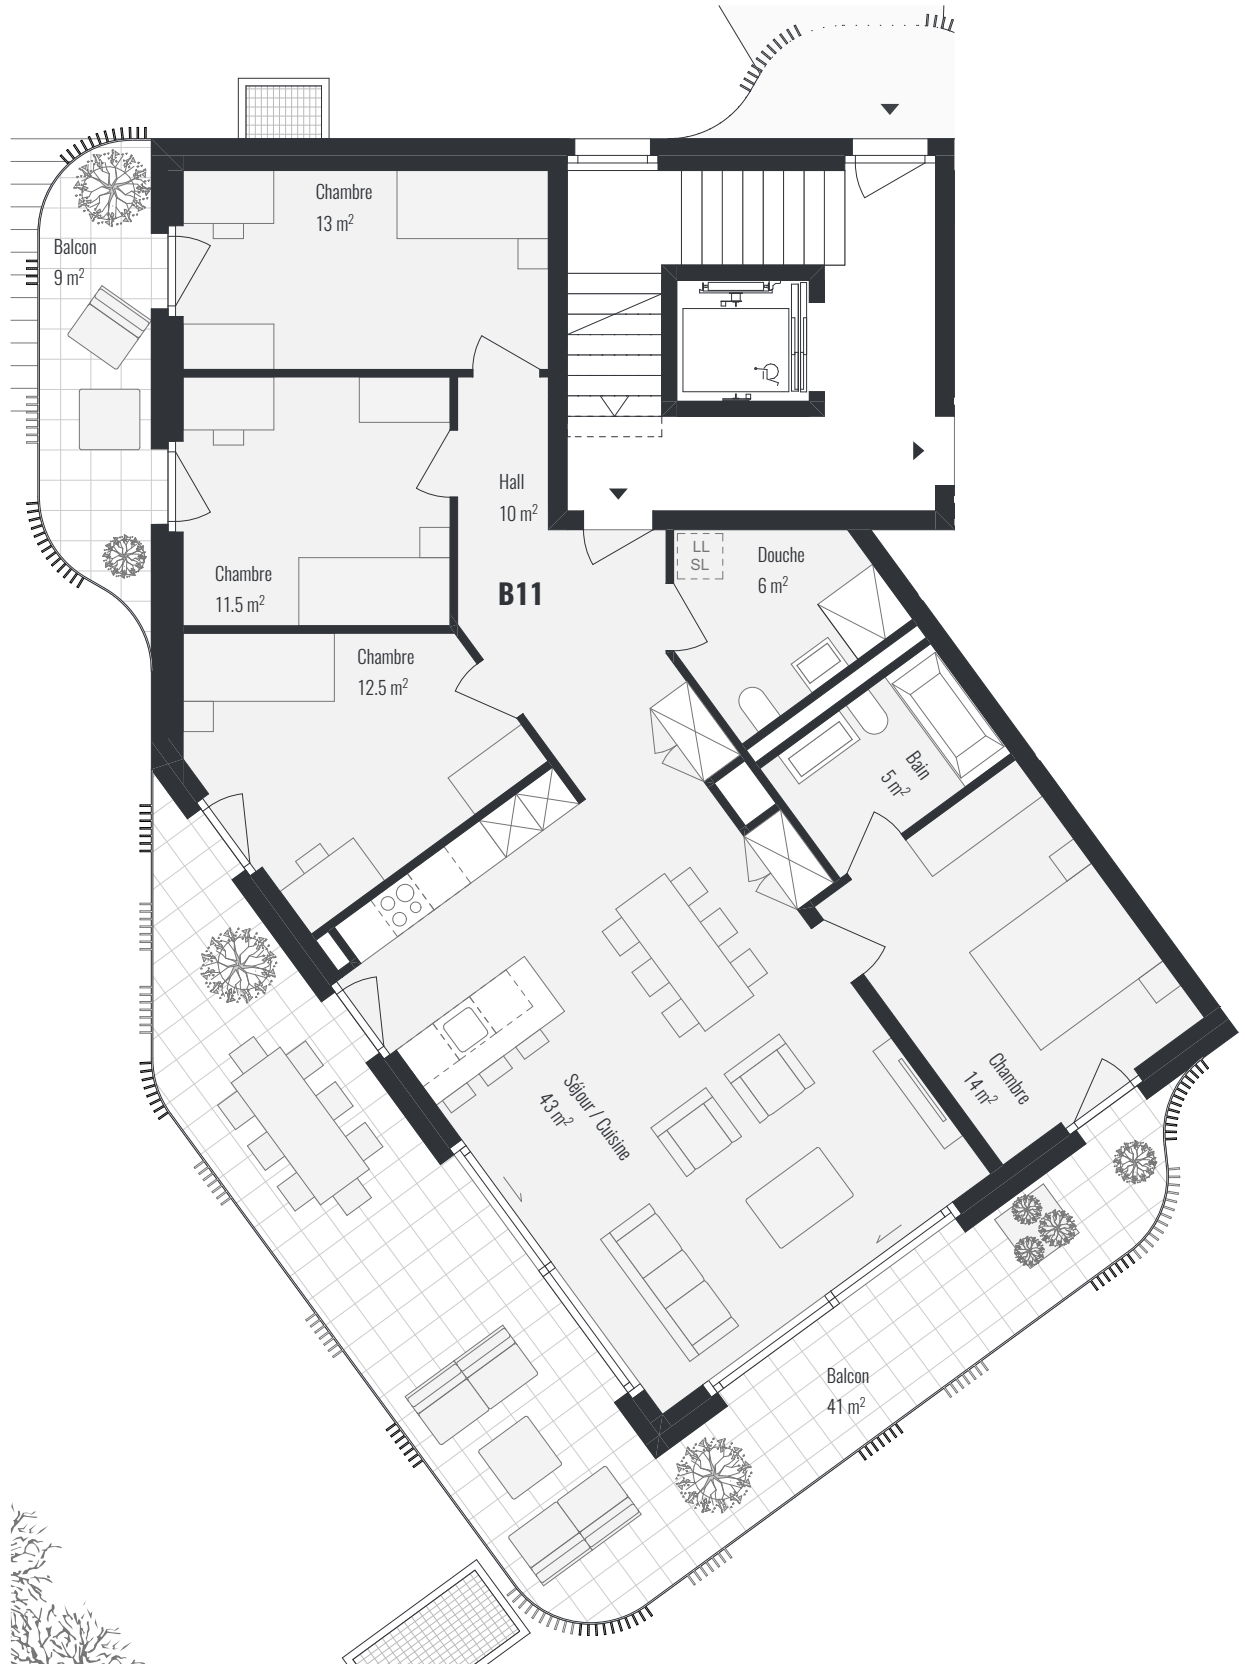 Chambre
13 m²
Balcon
9 m²
Hall
10 m²
LL
SL
Douche
6 m²
Chambre
11.5 m²
B11
Chambre
12.5 m²
Bain
5 m²
Chambre
14 m²
Séjour / Cuisine
43 m²
Balcon
41 m²